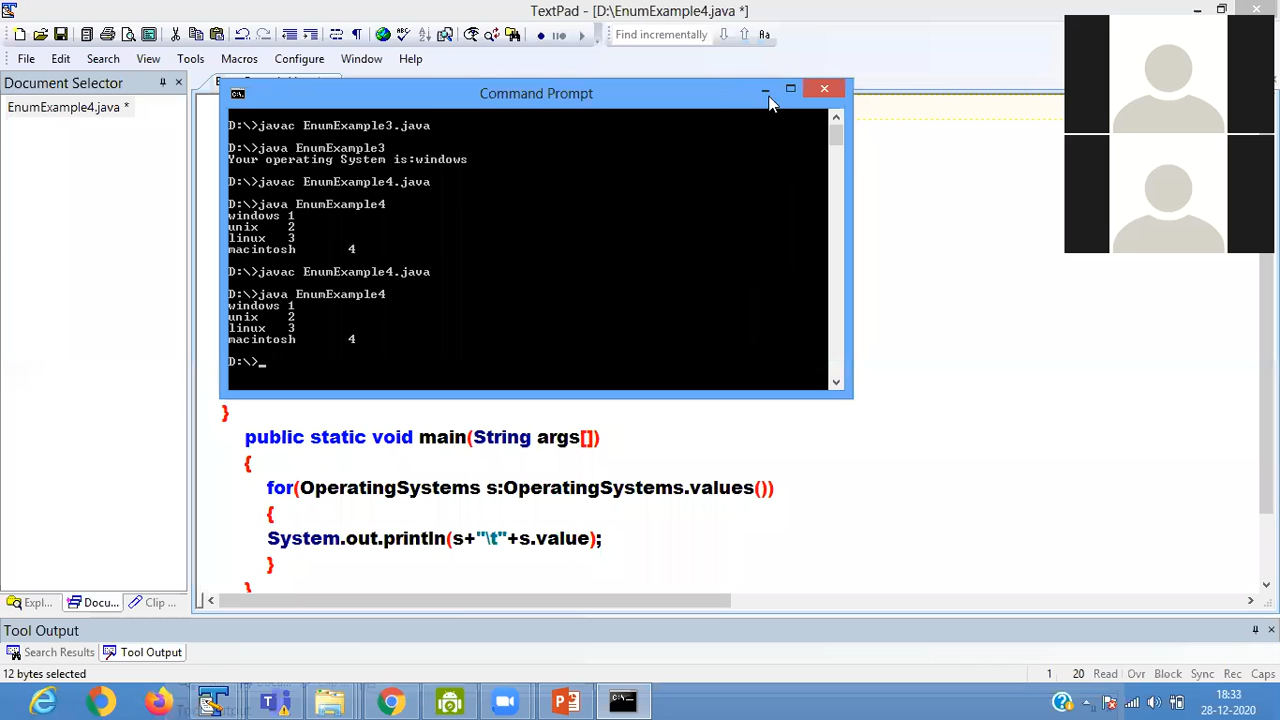 TextPad - [D:\EnumExample4.java *]
Find incrementally
File Edit Search View Tools Macros Configure Window Help
Document Selector
EnumExample4.java *
Command Prompt
D:\>javac EnumExample3.java
D:\>java EnumExample3
Your operating System is:windows
D:\>javac EnumExample4.java
D:\>java EnumExample4
windows 1
unix 2
linux 3
macintosh 4
D:\>javac EnumExample4.java
D:\>java EnumExample4
windows 1
unix 2
linux 3
macintosh 4
D:\>_
}
public static void main(String args[])
{
for(OperatingSystems s:OperatingSystems.values())
{
System.out.println(s+"\t"+s.value);
}
Expl... Docu... Clip ...
Tool Output
Search Results Tool Output
12 bytes selected
1 20 Read Ovr Block Sync Rec Caps
18:33
28-12-2020